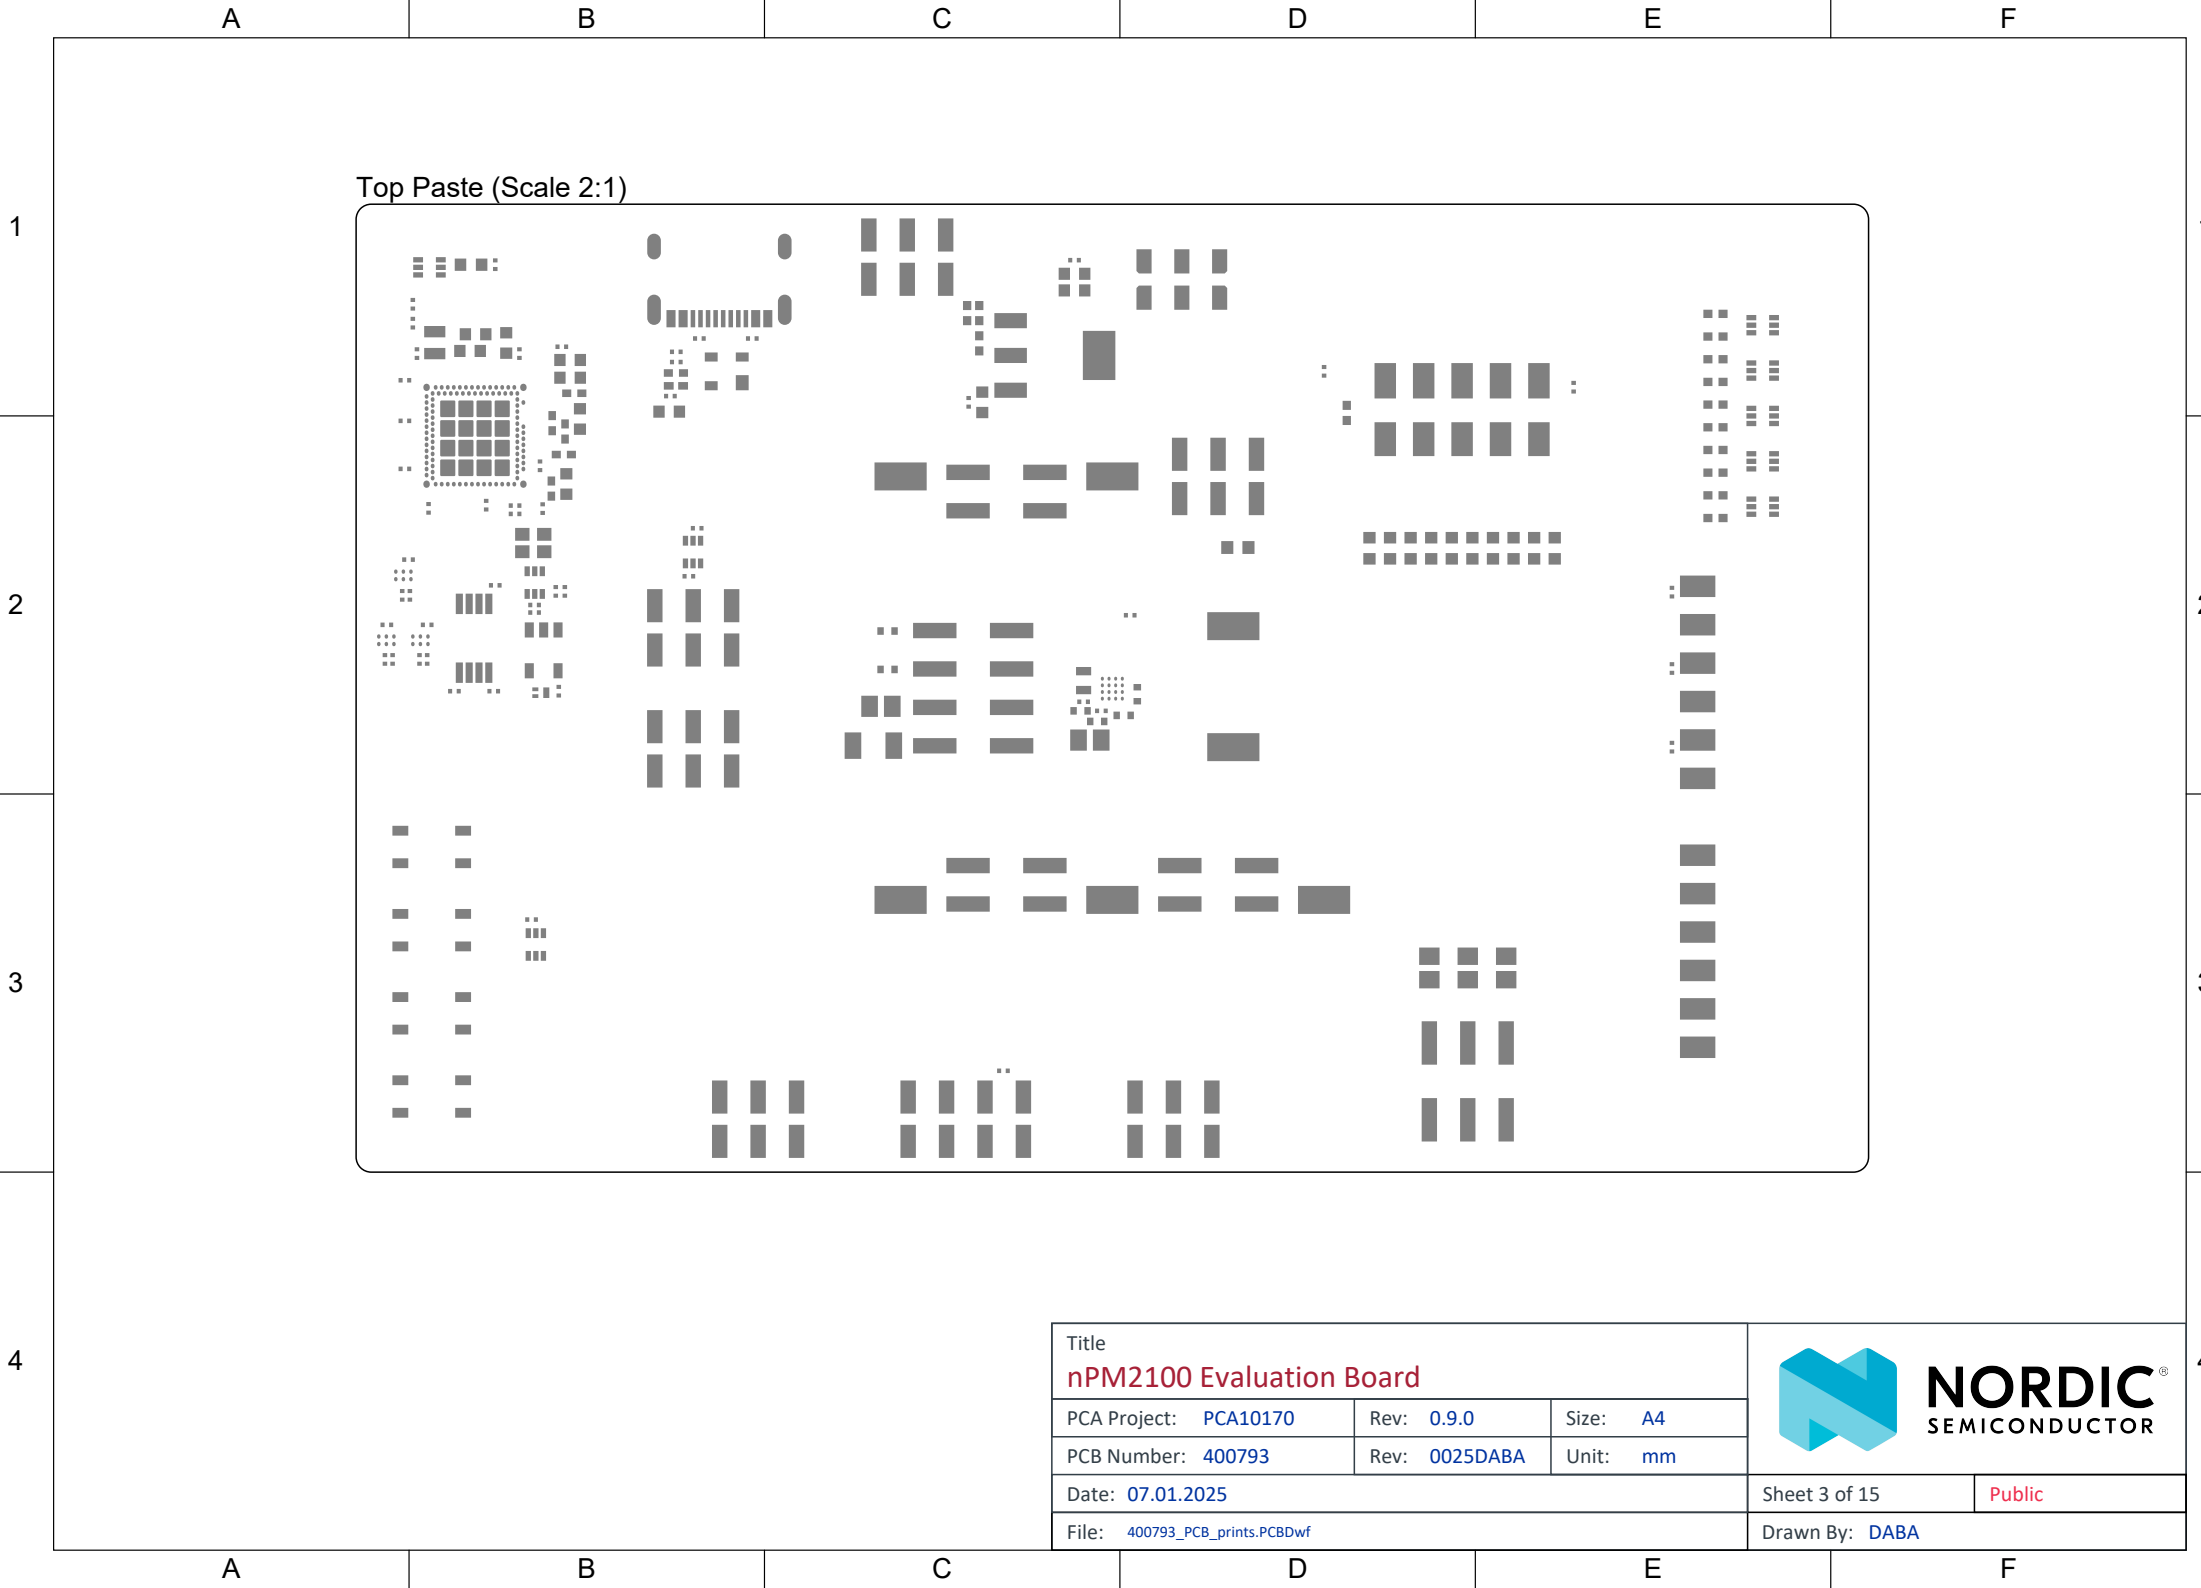 A B C D E F
Top Paste (Scale 2:1)
1
2
3
4
Title
nPM2100 Evaluation Board
PCA Project: PCA10170 Rev: 0.9.0 Size: A4
PCB Number: 400793 Rev: 0025DABA Unit: mm
Date: 07.01.2025
File: 400793_PCB_prints.PCBDwf
NORDIC®
SEMICONDUCTOR
Sheet 3 of 15 Public
Drawn By: DABA
A B C D E F